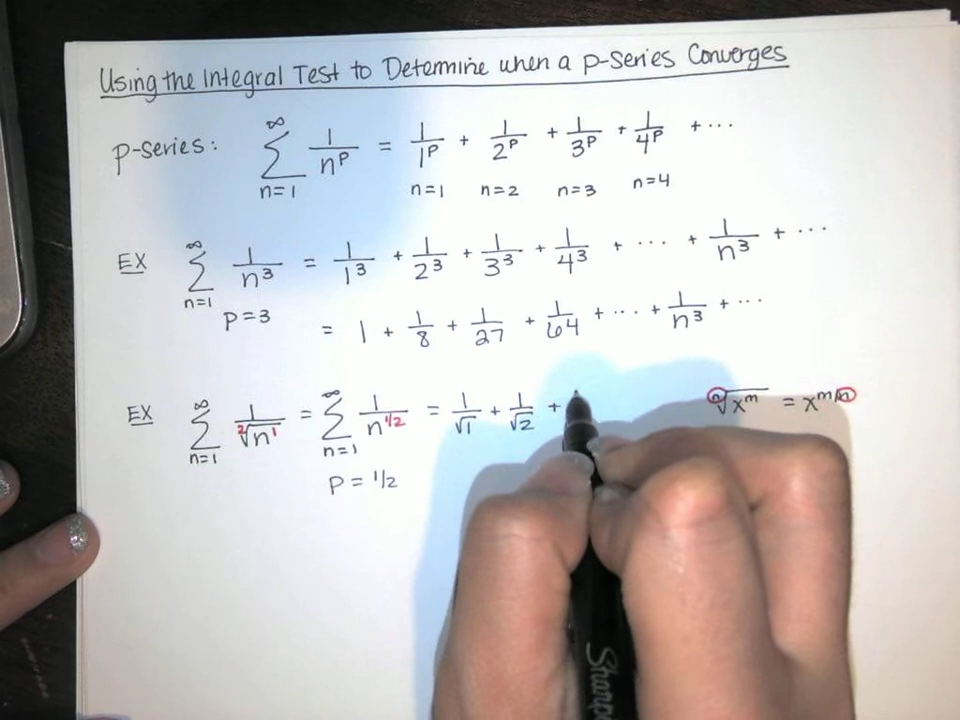 Using the Integral Test to Determine when a p-series Converges
p-series: ∞ ∑ n=1 1/n^p = 1/1^p + 1/2^p + 1/3^p + 1/4^p + ...
n=1 n=2 n=3 n=4
EX ∞ ∑ n=1 1/n^3 = 1/1^3 + 1/2^3 + 1/3^3 + 1/4^3 + ... + 1/n^3 + ...
p=3 = 1 + 1/8 + 1/27 + 1/64 + ... + 1/n^3 + ...
EX ∞ ∑ n=1 1/²√n^1 = ∞ ∑ n=1 1/n^1/2 = 1/√1 + 1/√2 + ⁿ√x^m = x^m/n
p = 1/2
Sharp